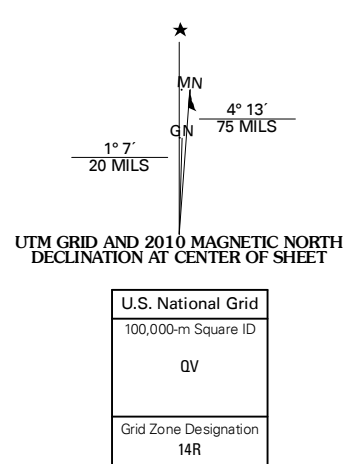 ★
MN
4° 13´
75 MILS
GN
1° 7´
20 MILS
UTM GRID AND 2010 MAGNETIC NORTH
DECLINATION AT CENTER OF SHEET
U.S. National Grid
100,000-m Square ID
QV
Grid Zone Designation
14R